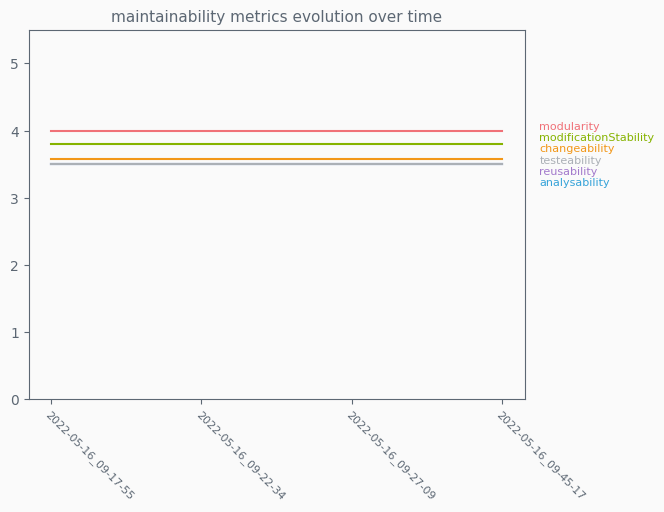 maintainability metrics evolution over time
5
4
3
2
1
0
modularity
modificationStability
changeability
testeability
reusability
analysability
2022-05-16_09-17-55
2022-05-16_09-22-34
2022-05-16_09-27-09
2022-05-16_09-45-17